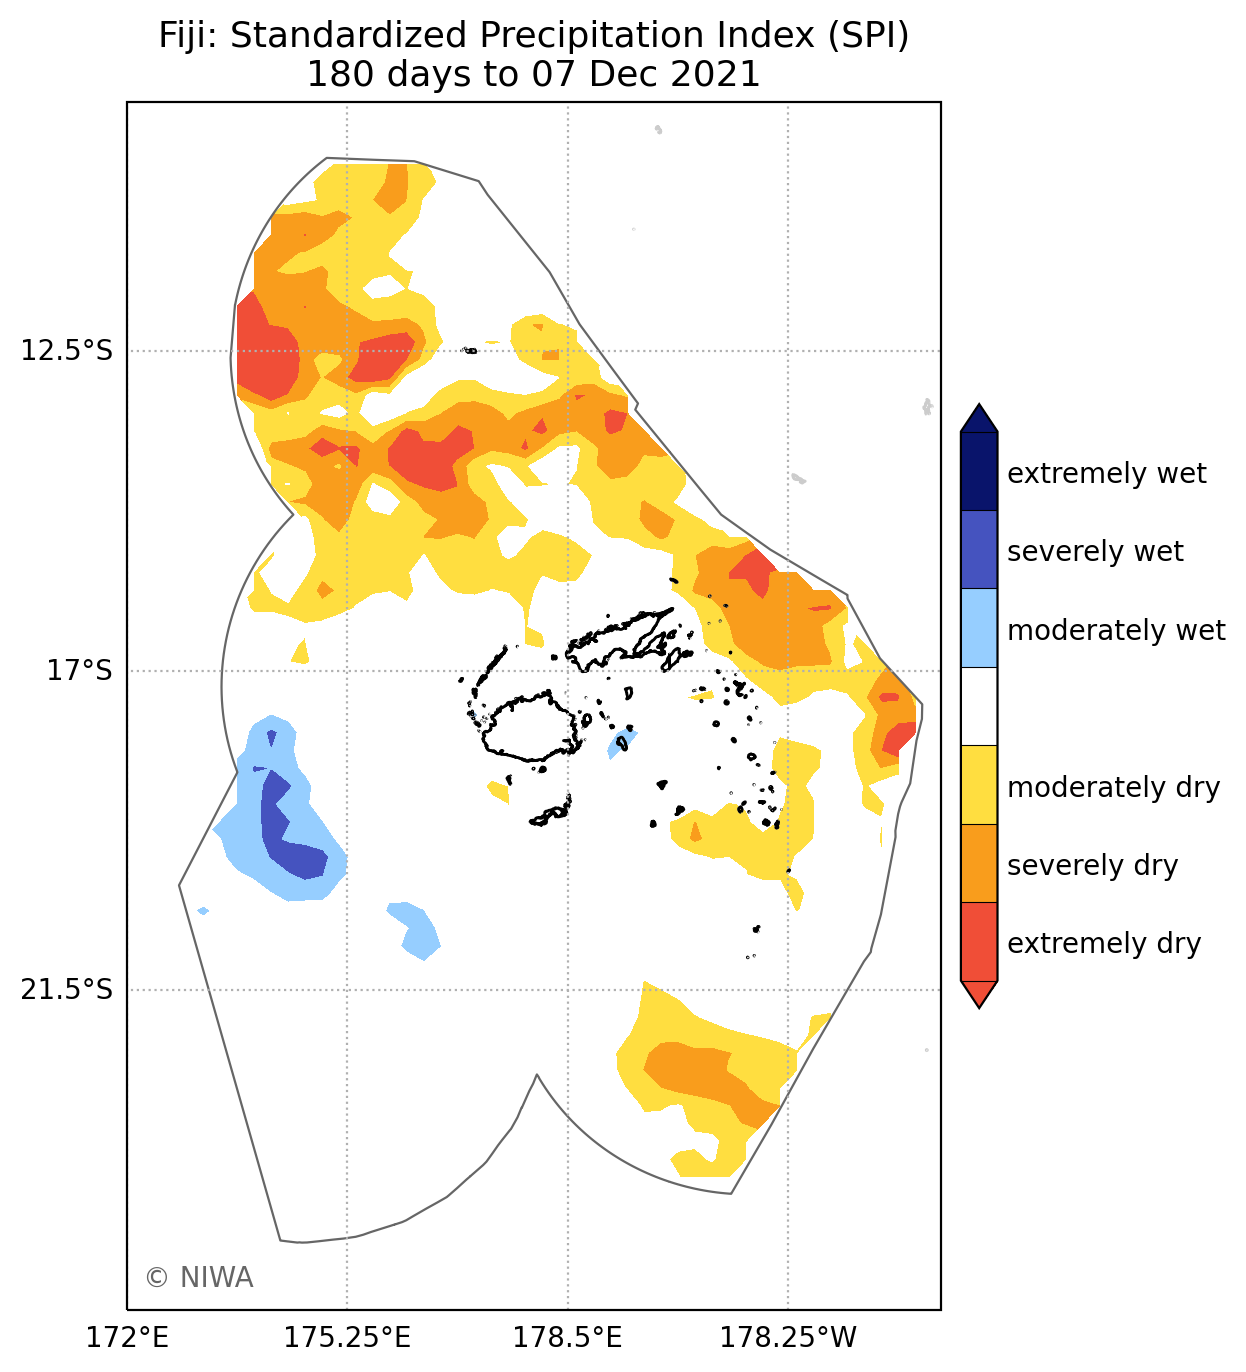 Fiji: Standardized Precipitation Index (SPI)
180 days to 07 Dec 2021
12.5°S
17°S
21.5°S
172°E
175.25°E
178.5°E
178.25°W
extremely wet
severely wet
moderately wet
moderately dry
severely dry
extremely dry
© NIWA